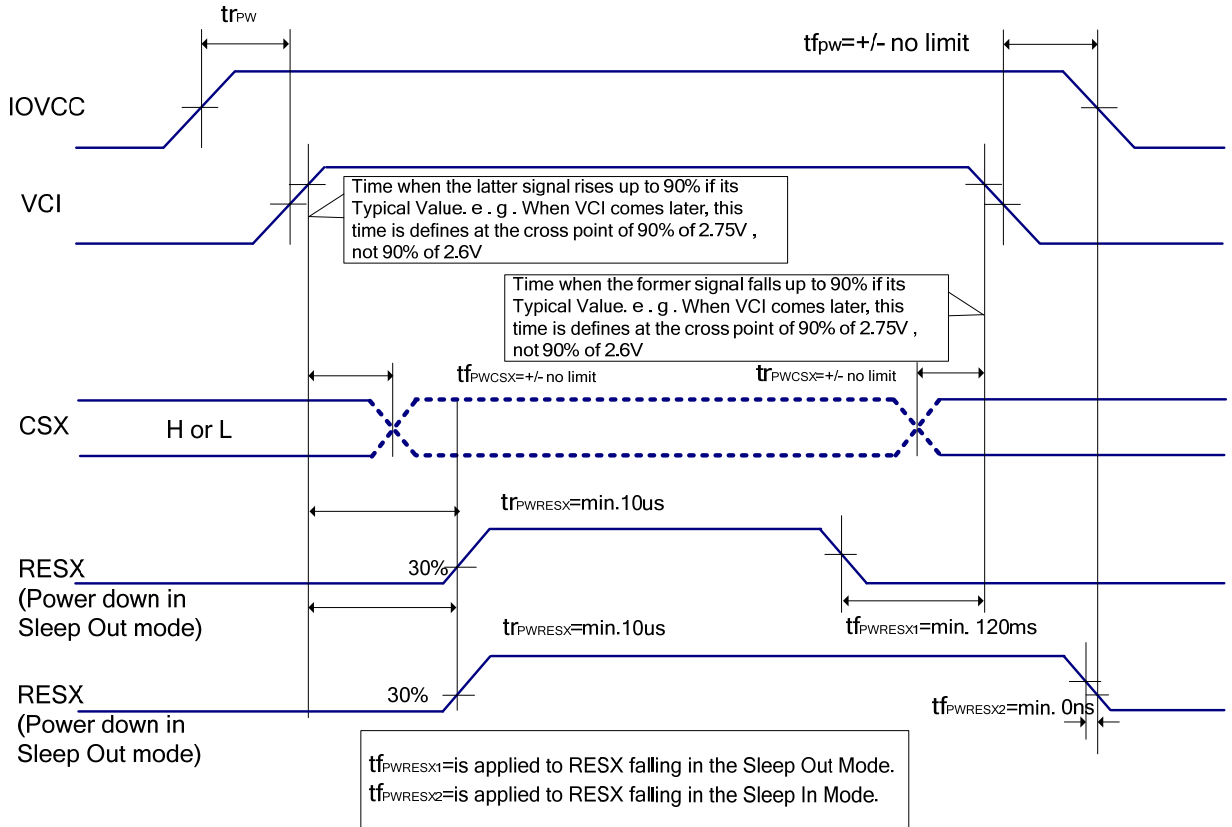 trPW
tfpw=+/- no limit
IOVCC
VCI
Time when the latter signal rises up to 90% if its
Typical Value. e . g . When VCI comes later, this
time is defines at the cross point of 90% of 2.75V ,
not 90% of 2.6V
Time when the former signal falls up to 90% if its
Typical Value. e . g . When VCI comes later, this
time is defines at the cross point of 90% of 2.75V ,
not 90% of 2.6V
tfPWCSX=+/- no limit
trPWCSX=+/- no limit
CSX
H or L
trPWRESX=min.10us
30%
RESX
(Power down in
Sleep Out mode)
trPWRESX=min.10us
tfPWRESX1=min. 120ms
30%
RESX
(Power down in
Sleep Out mode)
tfPWRESX2=min. 0ns
tfPWRESX1=is applied to RESX falling in the Sleep Out Mode.
tfPWRESX2=is applied to RESX falling in the Sleep In Mode.